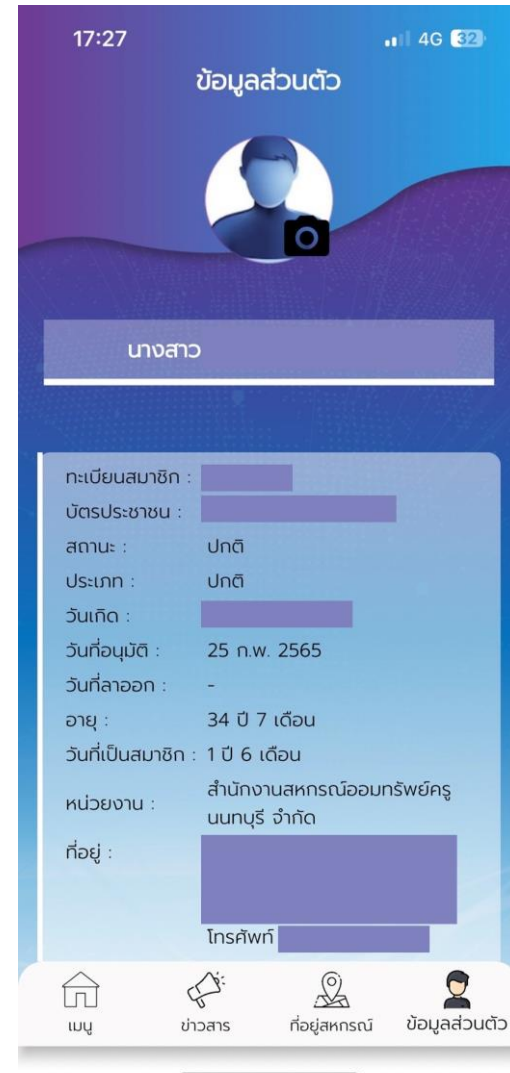 17:27
4G 32
ข้อมูลส่วนตัว
นางสาว
ทะเบียนสมาชิก :
บัตรประชาชน :
สถานะ : ปกติ
ประเภท : ปกติ
วันเกิด :
วันที่อนุมัติ : 25 ก.พ. 2565
วันที่ลาออก : -
อายุ : 34 ปี 7 เดือน
วันที่เป็นสมาชิก : 1 ปี 6 เดือน
หน่วยงาน : สำนักงานสหกรณ์ออมทรัพย์ครู
นนทบุรี จำกัด
ที่อยู่ :
โทรศัพท์
เมนู ข่าวสาร ที่อยู่สหกรณ์ ข้อมูลส่วนตัว